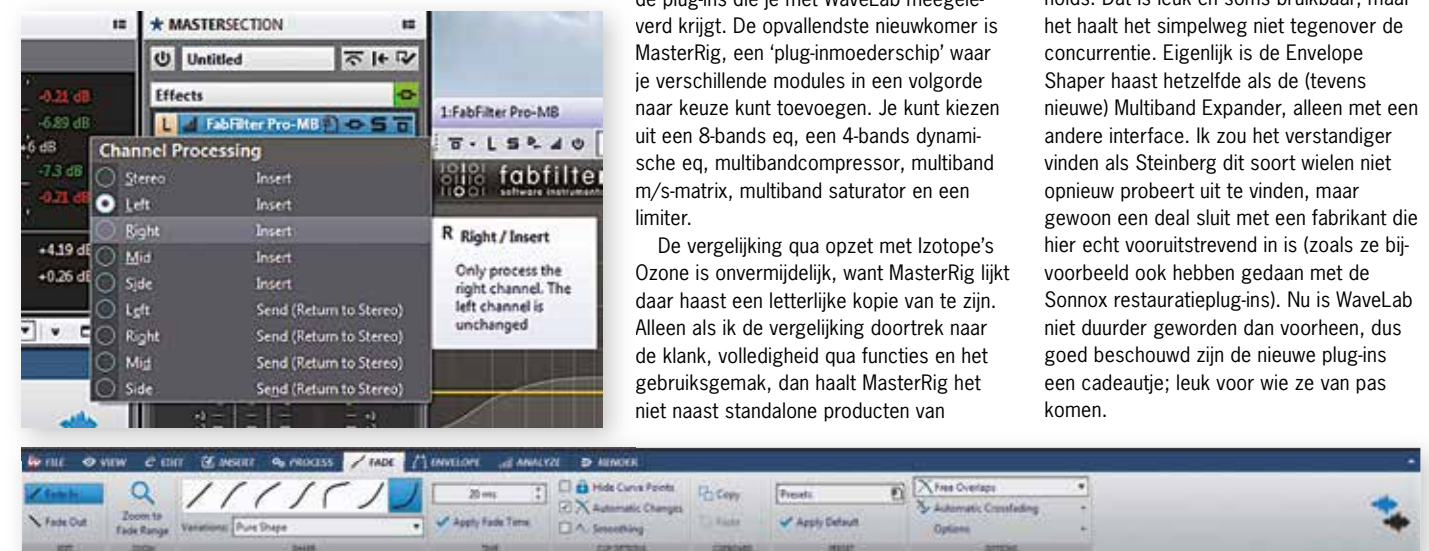 ★ MASTERSECTION
Untitled
Effects
L FabFilter Pro-MB
-0.21 dB
-6.89 dB
+6 dB
-7.3 dB
-0.21 dB
+4.19 dB
+0.26 dB
Channel Processing
Stereo Insert
Left Insert
Right Insert
Mid Insert
Side Insert
Left Send (Return to Stereo)
Right Send (Return to Stereo)
Mid Send (Return to Stereo)
Side Send (Return to Stereo)
1:FabFilter Pro-MB
L S
fabfilter
software instruments
R Right / Insert
Only process the
right channel. The
left channel is
unchanged
de plug-ins die je met WaveLab meegele-
verd krijgt. De opvallendste nieuwkomer is
MasterRig, een ‘plug-inmoederschip’ waar
je verschillende modules in een volgorde
naar keuze kunt toevoegen. Je kunt kiezen
uit een 8-bands eq, een 4-bands dynami-
sche eq, multibandcompressor, multiband
m/s-matrix, multiband saturator en een
limiter.
De vergelijking qua opzet met Izotope’s
Ozone is onvermijdelijk, want MasterRig lijkt
daar haast een letterlijke kopie van te zijn.
Alleen als ik de vergelijking doortrek naar
de klank, volledigheid qua functies en het
gebruiksgemak, dan haalt MasterRig het
niet naast standalone producten van
holds. Dat is leuk en soms bruikbaar, maar
het haalt het simpelweg niet tegenover de
concurrentie. Eigenlijk is de Envelope
Shaper haast hetzelfde als de (tevens
nieuwe) Multiband Expander, alleen met een
andere interface. Ik zou het verstandiger
vinden als Steinberg dit soort wielen niet
opnieuw probeert uit te vinden, maar
gewoon een deal sluit met een fabrikant die
hier echt vooruitstrevend in is (zoals ze bij-
voorbeeld ook hebben gedaan met de
Sonnox restauratieplug-ins). Nu is WaveLab
niet duurder geworden dan voorheen, dus
goed beschouwd zijn de nieuwe plug-ins
een cadeautje; leuk voor wie ze van pas
komen.
FILE VIEW EDIT INSERT PROCESS FADE ENVELOPE ANALYZE RENDER
Fade In
Fade Out
Zoom to
Fade Range
Variations: Pure Shape
20 ms
Apply Fade Time
Hide Curve Points
Automatic Changes
Smoothing
Copy
Paste
Presets
Apply Default
Free Overlaps
Automatic Crossfading
Options
EDIT ZOOM SHAPE TIME CLIPBOARD PRESET OPTIONS